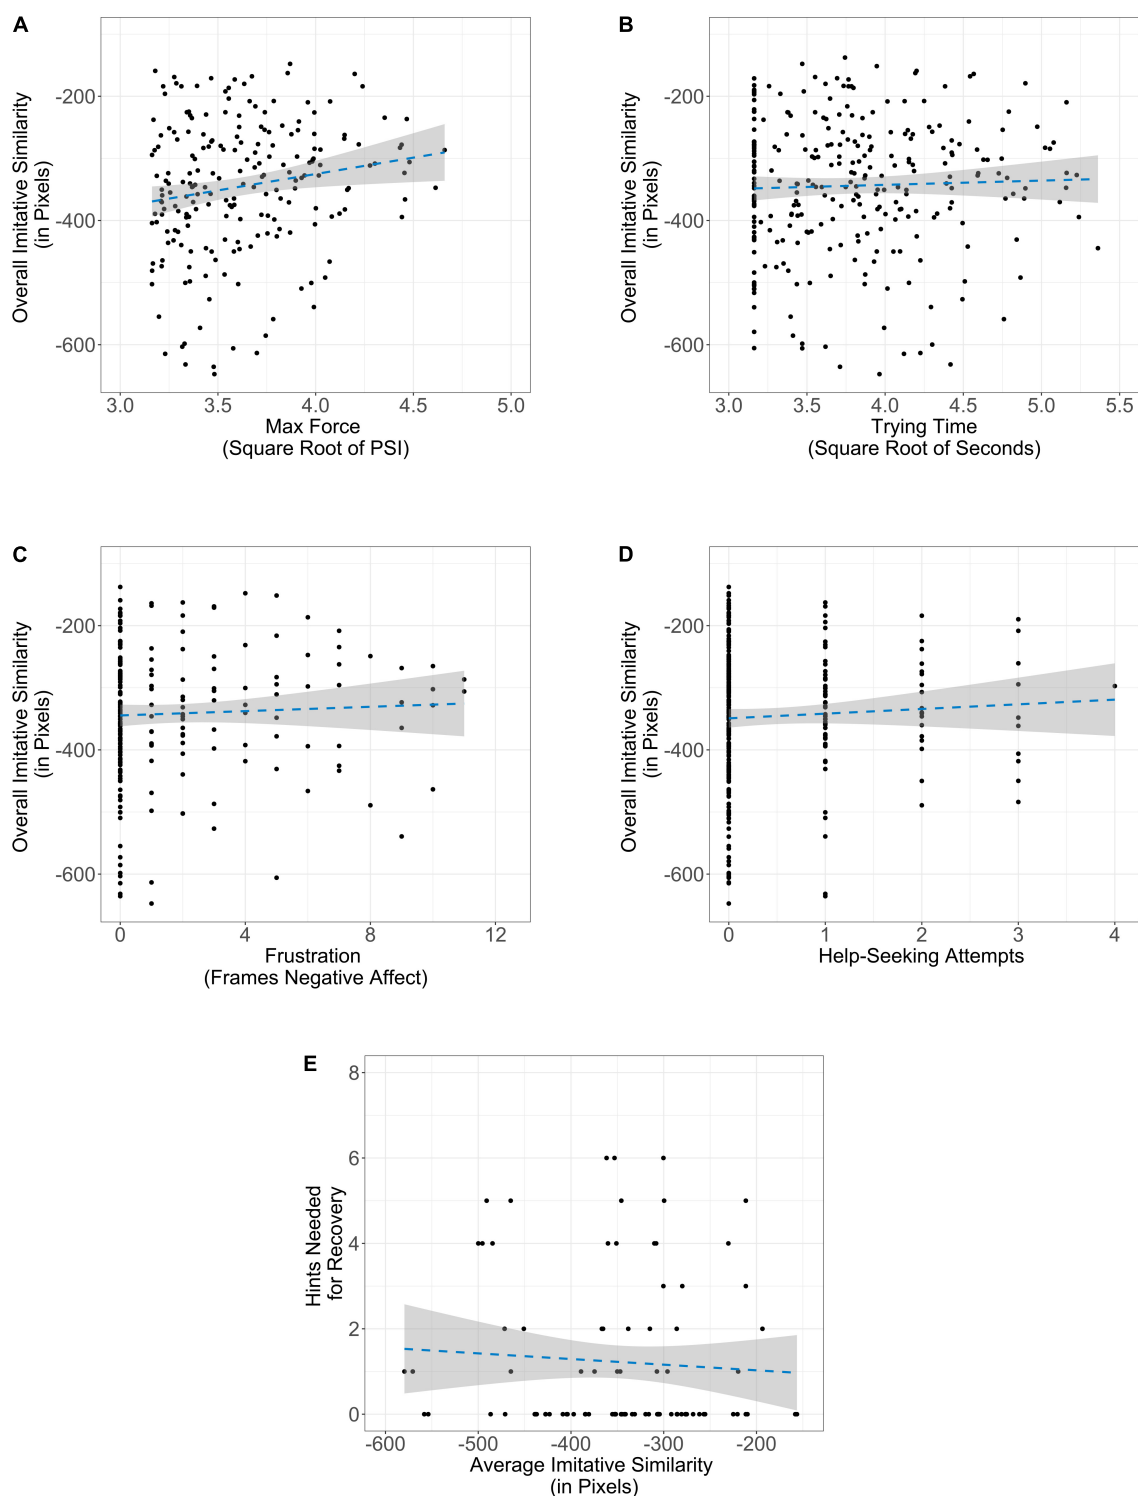 A
Overall Imitative Similarity
(in Pixels)
-200
-400
-600
3.0 3.5 4.0 4.5 5.0
Max Force
(Square Root of PSI)
B
Overall Imitative Similarity
(in Pixels)
-200
-400
-600
3.0 3.5 4.0 4.5 5.0 5.5
Trying Time
(Square Root of Seconds)
C
Overall Imitative Similarity
(in Pixels)
-200
-400
-600
0 4 8 12
Frustration
(Frames Negative Affect)
D
Overall Imitative Similarity
(in Pixels)
-200
-400
-600
0 1 2 3 4
Help-Seeking Attempts
E
Hints Needed
for Recovery
8
6
4
2
0
-600 -500 -400 -300 -200
Average Imitative Similarity
(in Pixels)